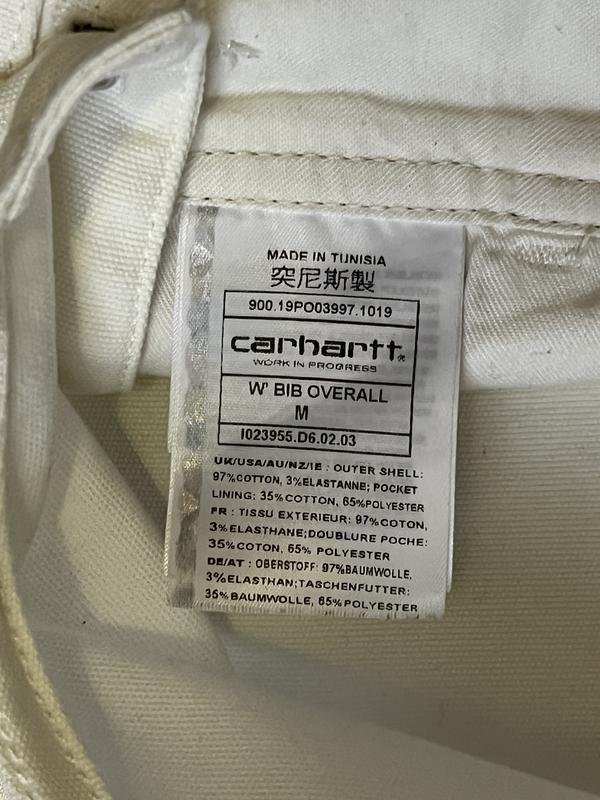 MADE IN TUNISIA
突尼斯製
900.19PO03997.1019
carhartt®
WORK IN PROGRESS
W' BIB OVERALL
M
I023955.D6.02.03
UK/USA/AU/NZ/IE : OUTER SHELL:
97%COTTON, 3%ELASTANNE; POCKET
LINING: 35%COTTON, 65%POLYESTER
FR : TISSU EXTERIEUR: 97%COTON,
3%ELASTHANE;DOUBLURE POCHE:
35%COTON, 65% POLYESTER
DE/AT : OBERSTOFF: 97%BAUMWOLLE,
3%ELASTHAN;TASCHENFUTTER:
35%BAUMWOLLE, 65%POLYESTER